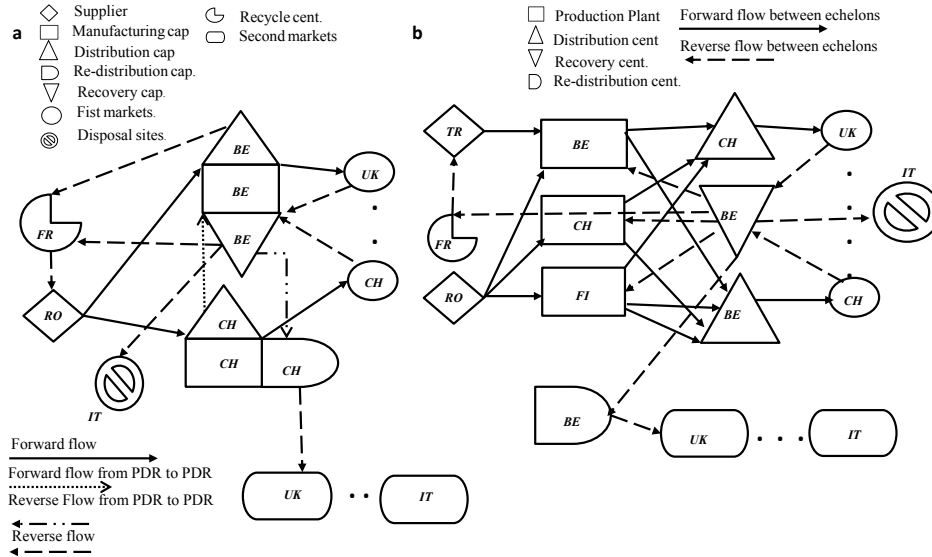 a
Supplier
Manufacturing cap
Distribution cap
Re-distribution cap.
Recovery cap.
Fist markets.
Disposal sites.
Recycle cent.
Second markets
BE
BE
BE
UK
FR
CH
RO
CH
CH
CH
IT
UK
IT
Forward flow
Forward flow from PDR to PDR
Reverse Flow from PDR to PDR
Reverse flow
b
Production Plant
Distribution cent
Recovery cent.
Re-distribution cent.
Forward flow between echelons
Reverse flow between echelons
TR
BE
CH
UK
IT
FR
CH
BE
RO
FI
BE
CH
BE
UK
IT